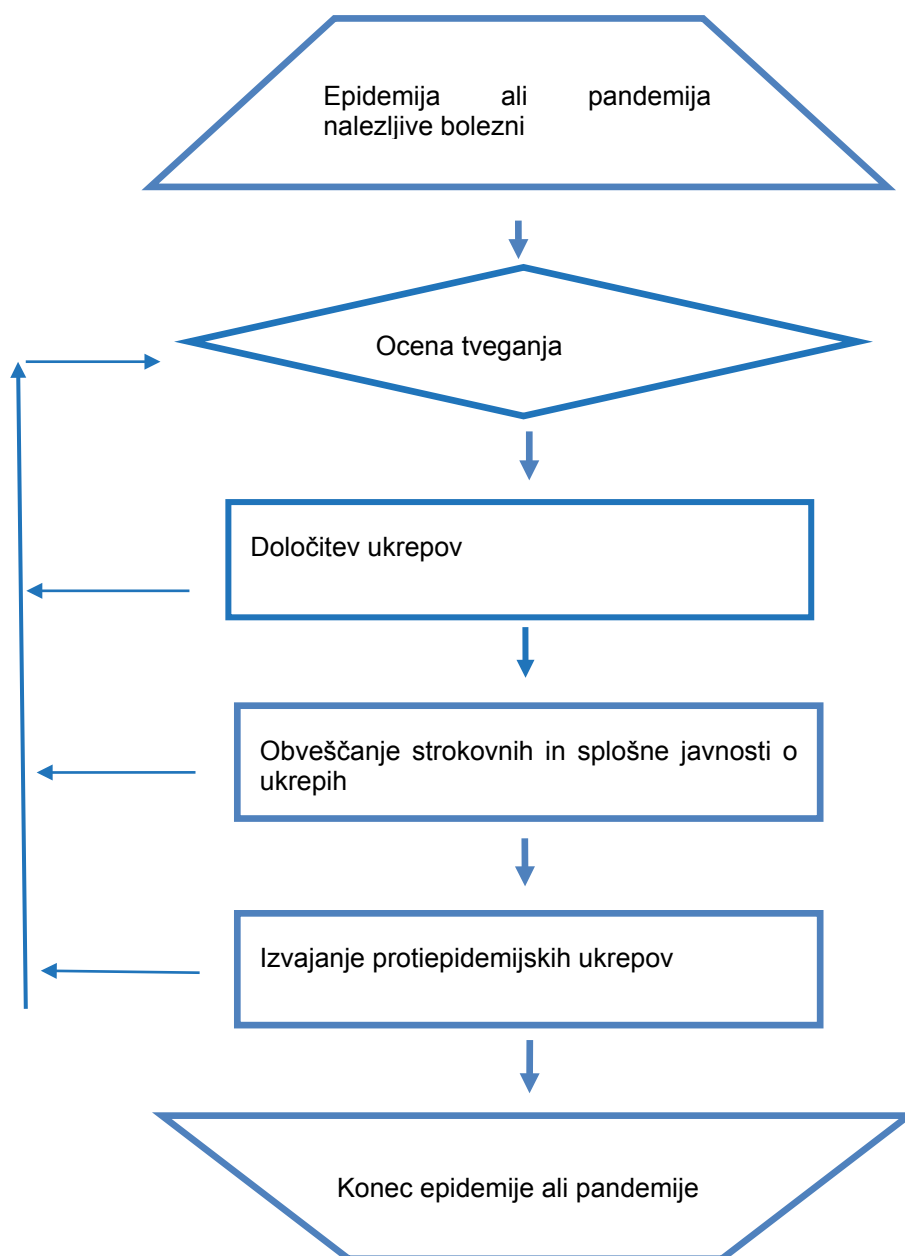 Epidemija ali pandemija
nalezljive bolezni
Ocena tveganja
Določitev ukrepov
Obveščanje strokovnih in splošne javnosti o
ukrepih
Izvajanje protiepidemijskih ukrepov
Konec epidemije ali pandemije